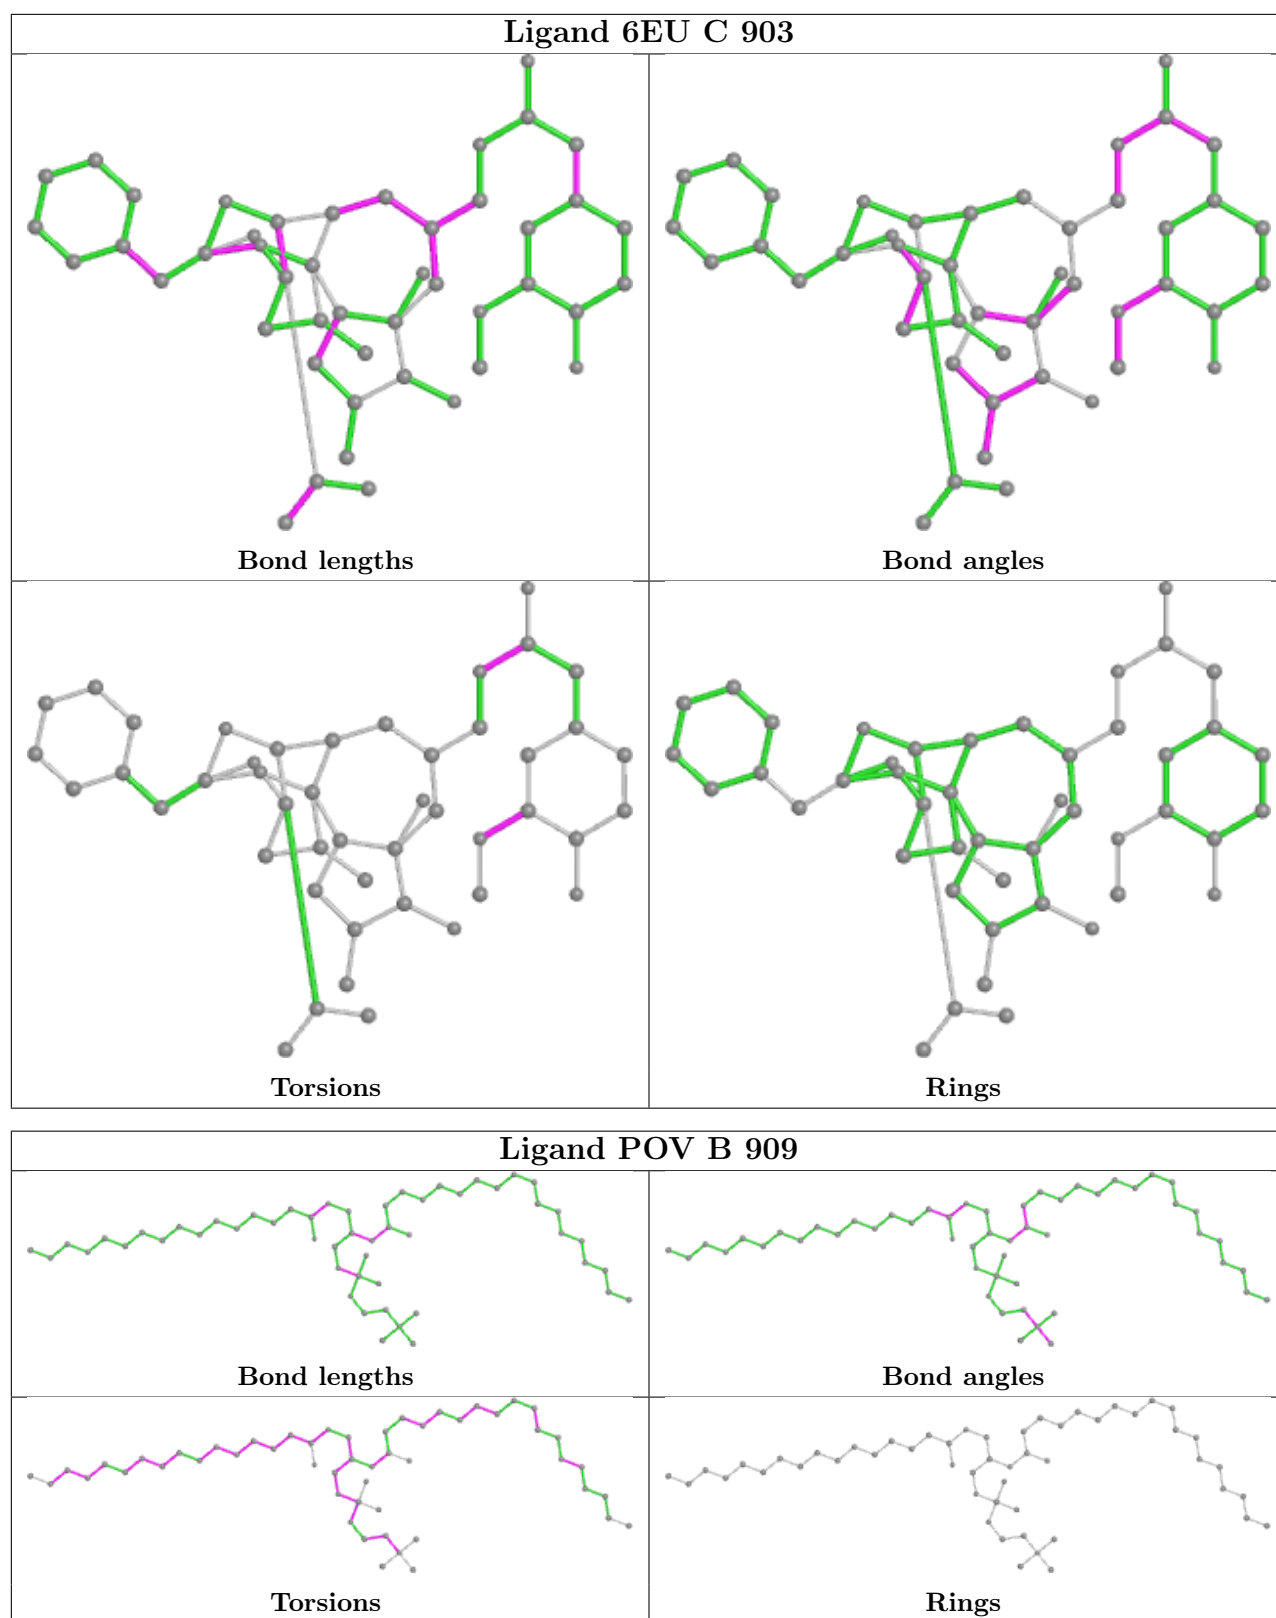 Ligand 6EU C 903
Bond lengths
Bond angles
Torsions
Rings
Ligand POV B 909
Bond lengths
Bond angles
Torsions
Rings